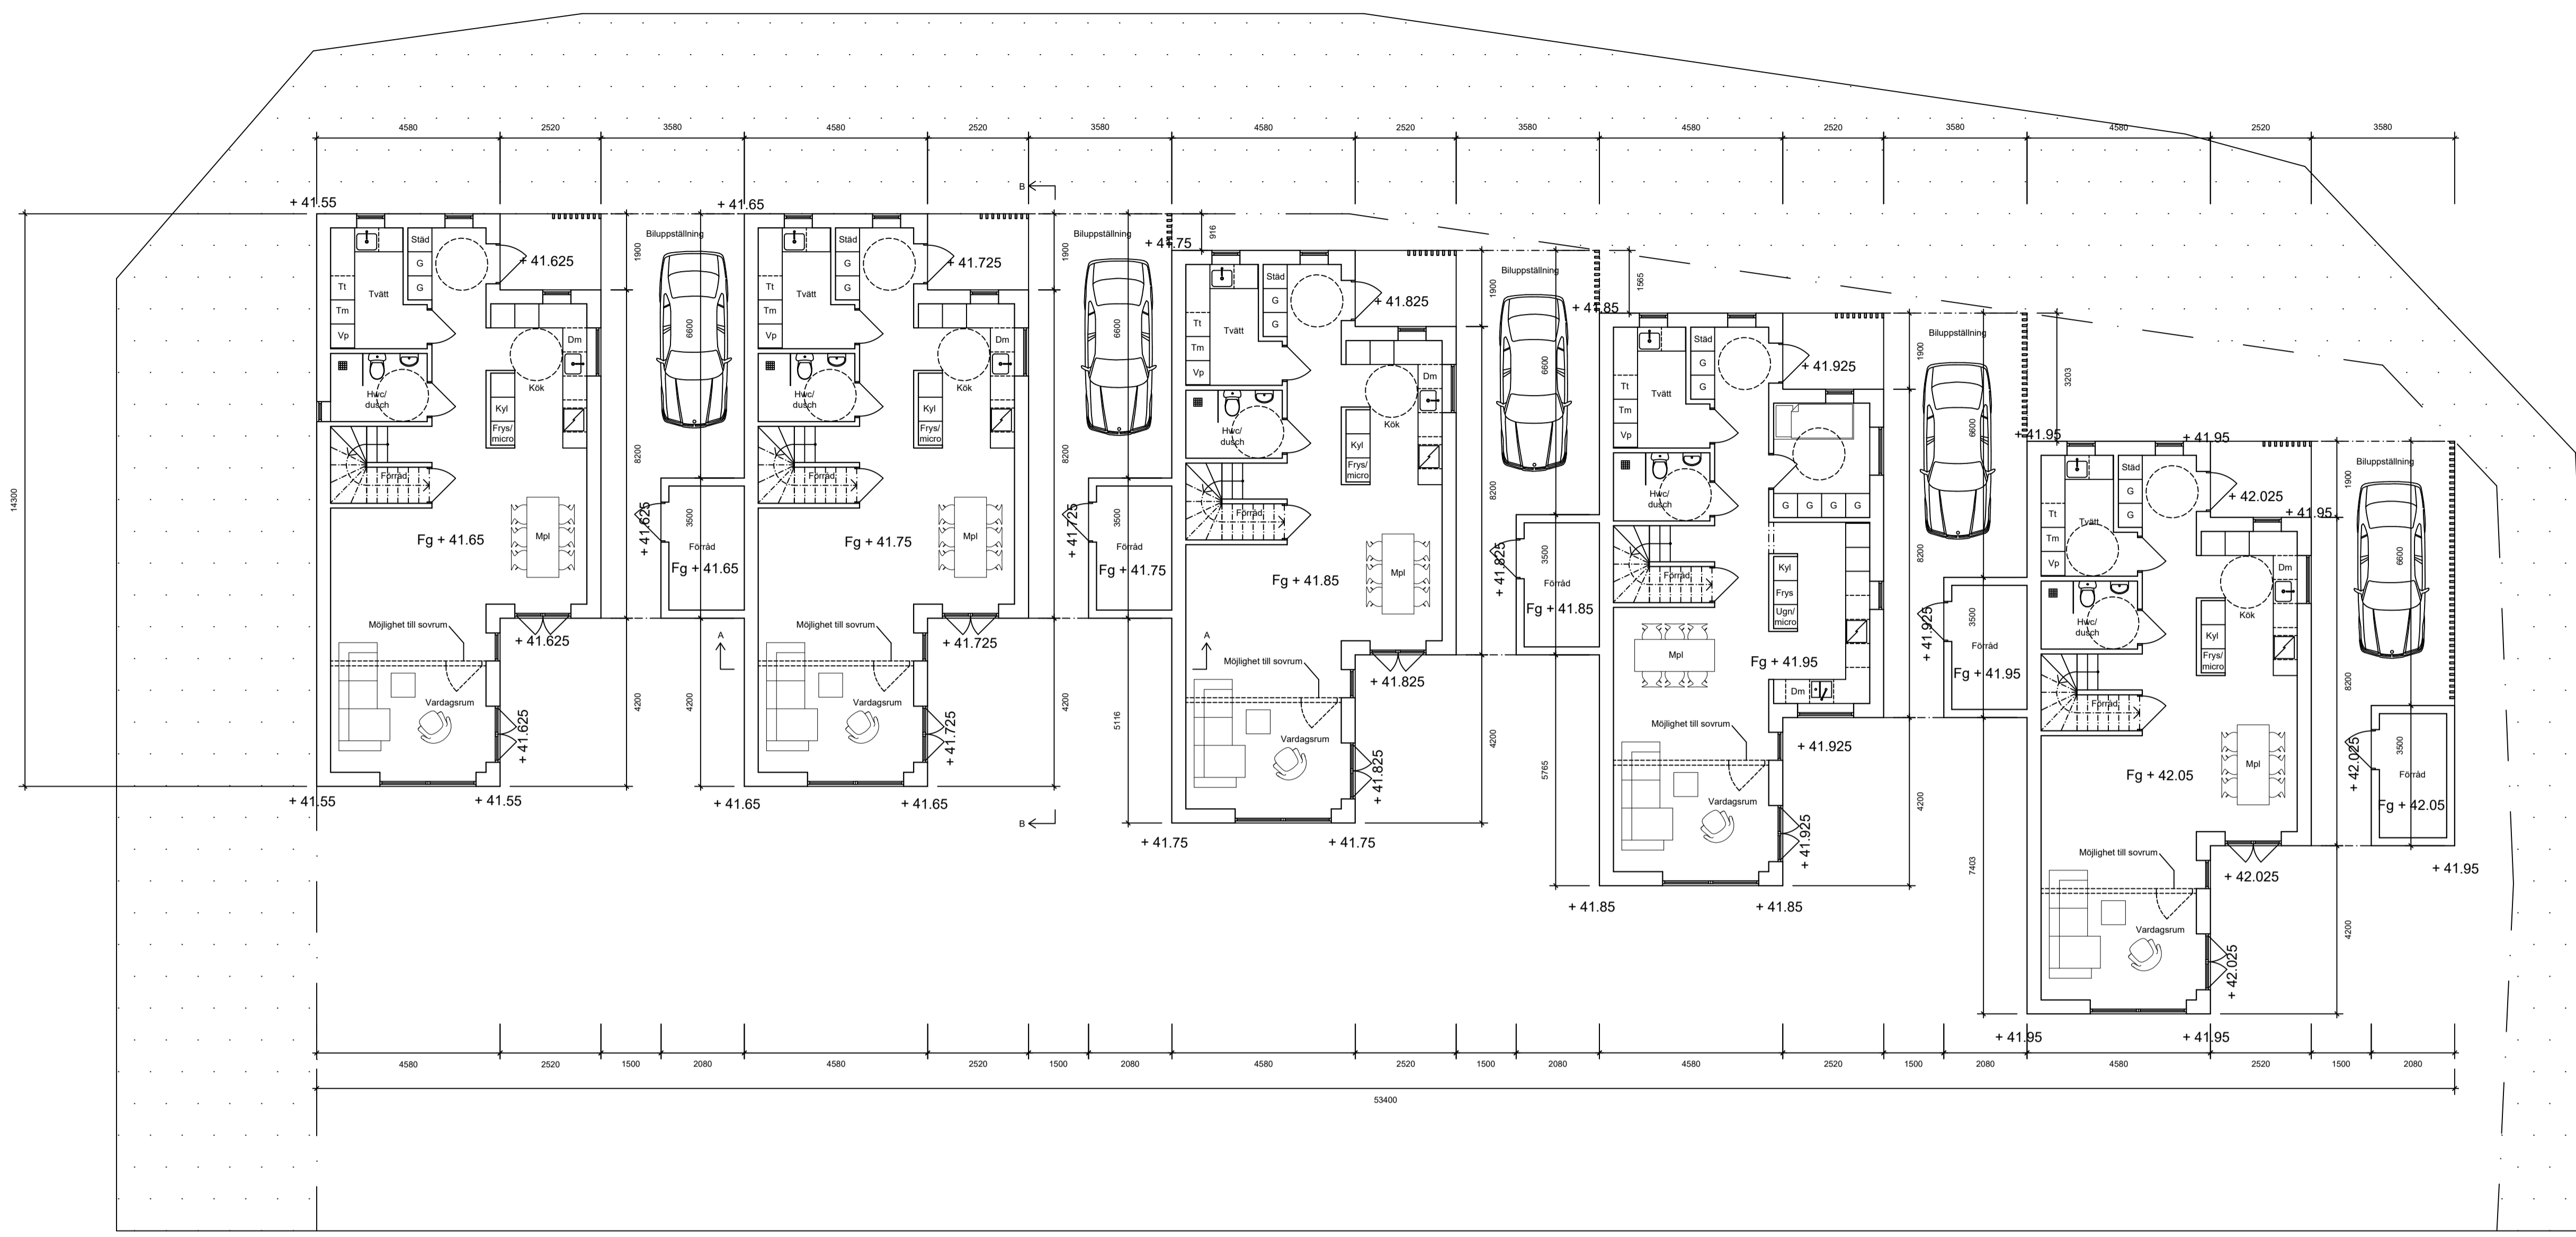 4580
2520
3580
4580
2520
3580
4580
2520
3580
4580
2520
3580
4580
2520
3580
B
+ 41.55
14300
Städ
G
G
Tt
Tm
Vp
Tvätt
+ 41.625
Dm
Kök
Kyl
Frys/
micro
Hwc/
dusch
Förråd
Mpl
Fg + 41.65
Möjlighet till sovrum
Vardagsrum
+ 41.625
+ 41.625
+ 41.55
+ 41.55
Biluppställning
1900
6600
8200
+ 41.625
3500
Förråd
Fg + 41.65
4200
4200
A
+ 41.65
Städ
G
G
Tt
Tm
Vp
Tvätt
+ 41.725
Dm
Kök
Kyl
Frys/
micro
Hwc/
dusch
Förråd
Mpl
Fg + 41.75
Möjlighet till sovrum
Vardagsrum
+ 41.725
+ 41.725
+ 41.65
+ 41.65
B
Biluppställning
1900
6600
8200
+ 41.725
3500
Förråd
Fg + 41.75
4200
5116
A
+ 41.75
916
Städ
G
G
Tt
Tm
Vp
Tvätt
+ 41.825
Dm
Kök
Kyl
Frys/
micro
Hwc/
dusch
Förråd
Mpl
Fg + 41.85
Möjlighet till sovrum
Vardagsrum
+ 41.825
+ 41.825
+ 41.75
+ 41.75
Biluppställning
1900
6600
8200
+ 41.825
3500
Förråd
Fg + 41.85
4200
5765
+ 41.85
1565
Städ
G
G
Tt
Tm
Vp
Tvätt
+ 41.925
Hwc/
dusch
G
G
G
G
Förråd
Kyl
Frys
Ugn/
micro
Mpl
Fg + 41.95
Dm
Möjlighet till sovrum
Vardagsrum
+ 41.925
+ 41.925
+ 41.85
+ 41.85
Biluppställning
1900
6600
8200
+ 41.925
3500
Förråd
Fg + 41.95
4200
7403
+ 41.95
3203
+ 41.95
Städ
G
G
Tt
Tm
Vp
Tvätt
+ 42.025
+ 41.95
Dm
Kök
Kyl
Frys/
micro
Hwc/
dusch
Förråd
Mpl
Fg + 42.05
Möjlighet till sovrum
Vardagsrum
+ 42.025
+ 42.025
+ 41.95
+ 41.95
Biluppställning
1900
6600
8200
+ 42.025
3500
Förråd
Fg + 42.05
4200
+ 41.95
4580
2520
1500
2080
4580
2520
1500
2080
4580
2520
1500
2080
4580
2520
1500
2080
4580
2520
1500
2080
53400